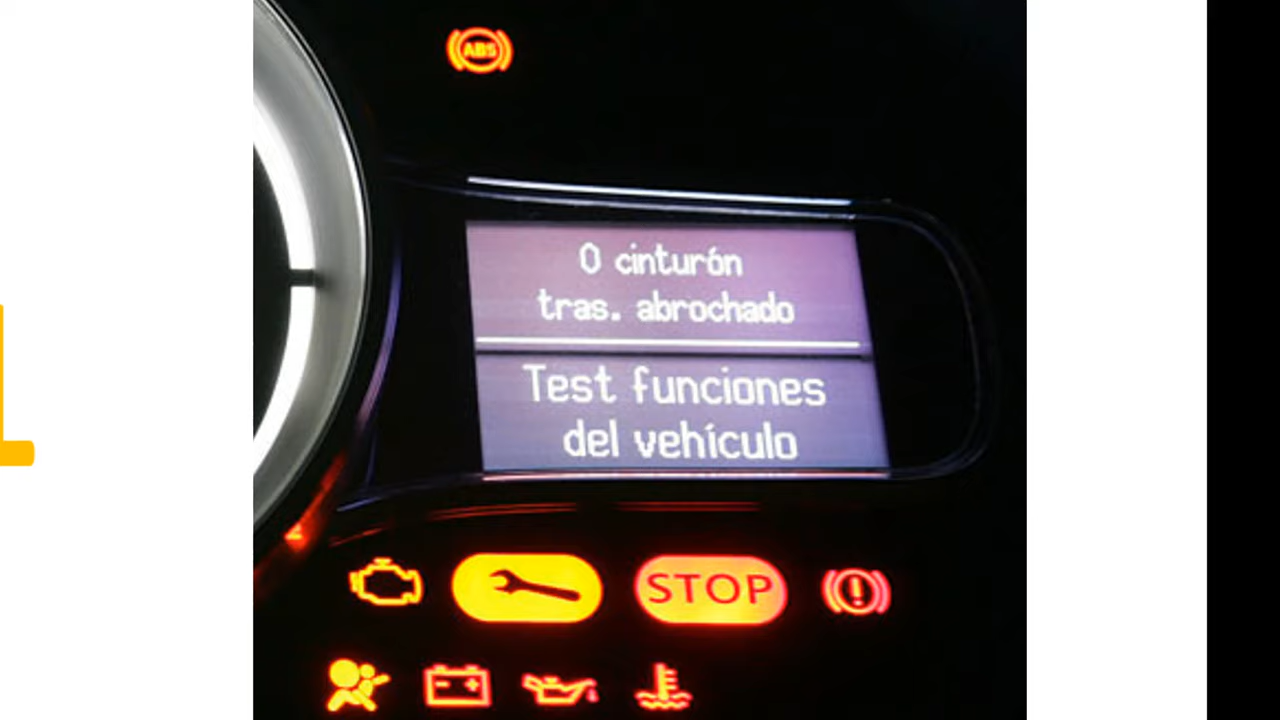 ABS
0 cinturón
tras. abrochado
Test funciones
del vehículo
STOP